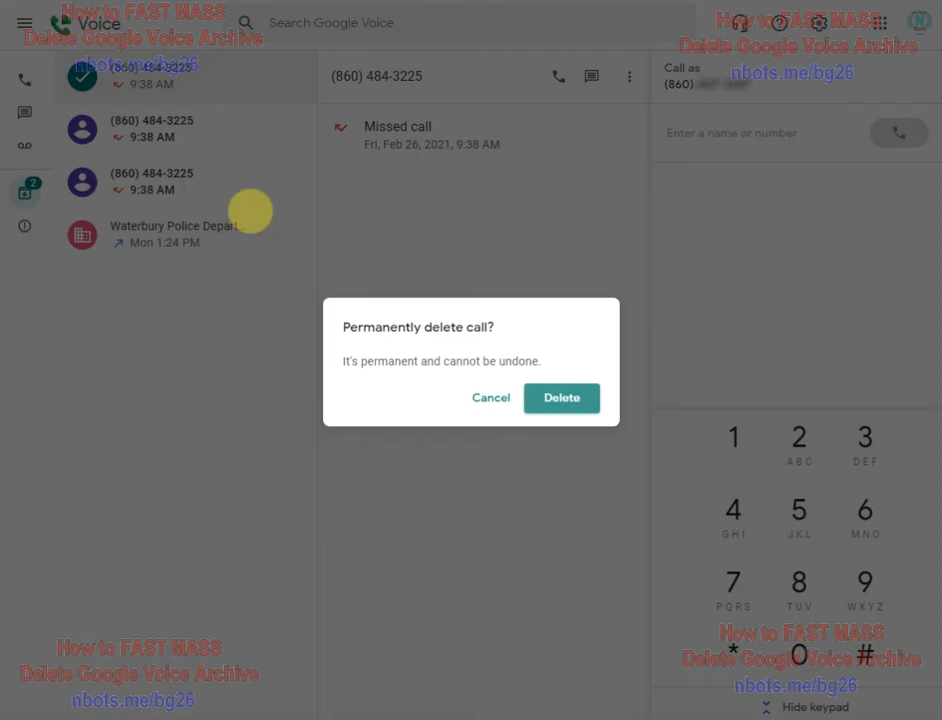 How to FAST MASS
Delete Google Voice Archive
nbots.me/bg26
Voice
Search Google Voice
How to FAST MASS
Delete Google Voice Archive
nbots.me/bg26
(860) 484-3225
9:38 AM
(860) 484-3225
9:38 AM
(860) 484-3225
9:38 AM
2
Waterbury Police Depart...
Mon 1:24 PM
(860) 484-3225
Missed call
Fri, Feb 26, 2021, 9:38 AM
Call as
(860)
Enter a name or number
Permanently delete call?
It's permanent and cannot be undone.
Cancel
Delete
1
2
3
ABC
DEF
4
5
6
GHI
JKL
MNO
7
8
9
PQRS
TUV
WXYZ
*
0
#
Hide keypad
How to FAST MASS
Delete Google Voice Archive
nbots.me/bg26
How to FAST MASS
Delete Google Voice Archive
nbots.me/bg26